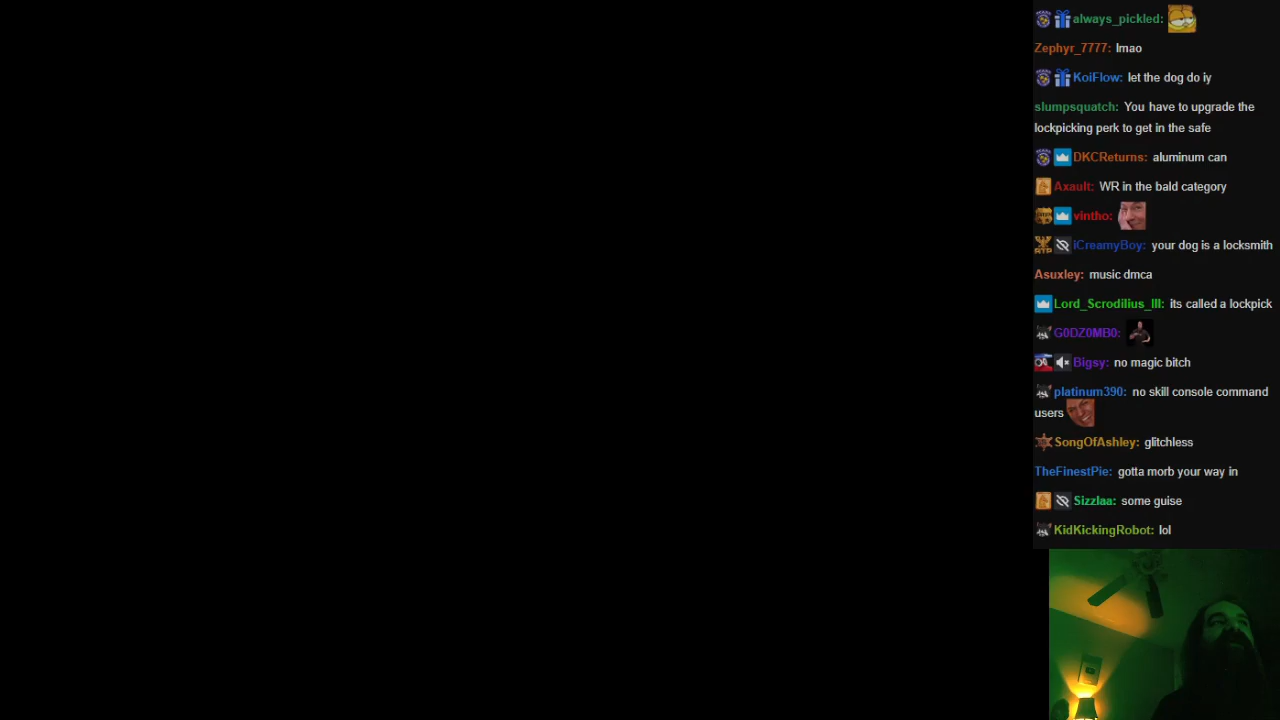 always_pickled:
Zephyr_7777: lmao
KoiFlow: let the dog do iy
slumpsquatch: You have to upgrade the
lockpicking perk to get in the safe
DKCReturns: aluminum can
Axault: WR in the bald category
vintho:
iCreamyBoy: your dog is a locksmith
Asuxley: music dmca
Lord_Scrodilius_III: its called a lockpick
G0DZ0MB0:
Bigsy: no magic bitch
platinum390: no skill console command
users
SongOfAshley: glitchless
TheFinestPie: gotta morb your way in
Sizzlaa: some guise
KidKickingRobot: lol